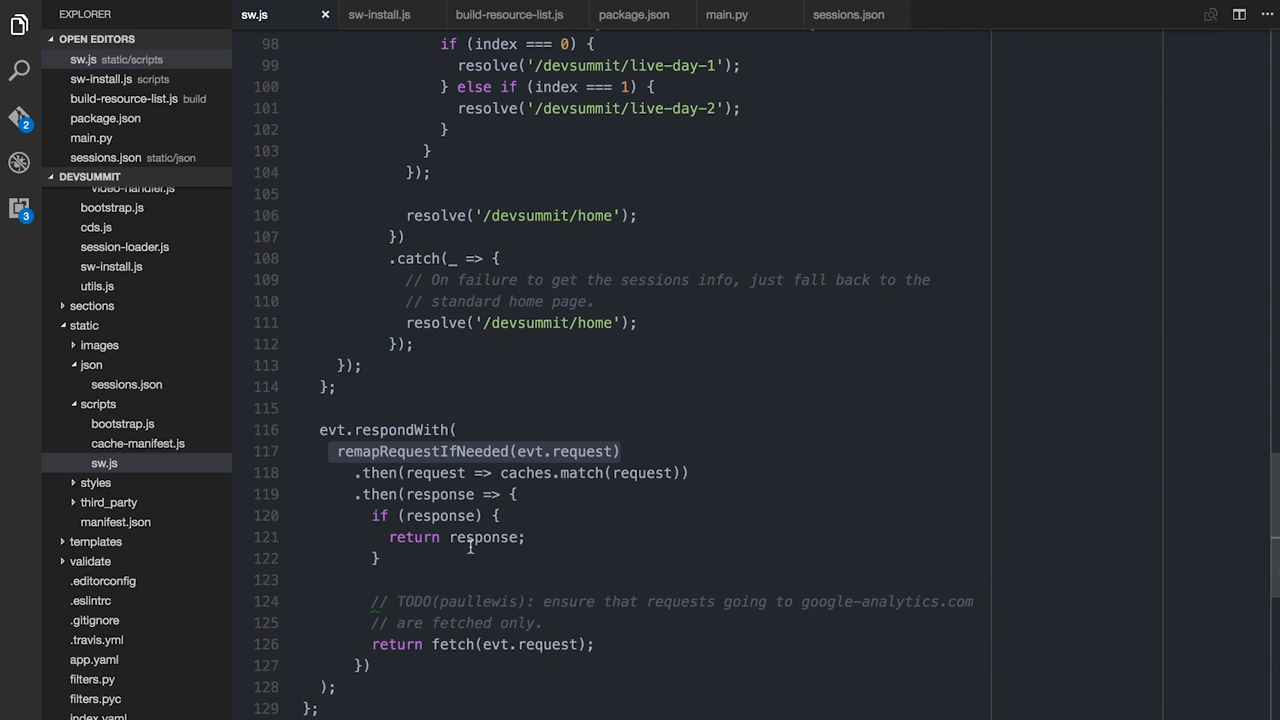 EXPLORER
OPEN EDITORS
sw.js static/scripts
sw-install.js scripts
build-resource-list.js build
package.json
main.py
sessions.json static/json
DEVSUMMIT
video-handler.js
bootstrap.js
cds.js
session-loader.js
sw-install.js
utils.js
sections
static
images
json
sessions.json
scripts
bootstrap.js
cache-manifest.js
sw.js
styles
third_party
manifest.json
templates
validate
.editorconfig
.eslintrc
.gitignore
.travis.yml
app.yaml
filters.py
filters.pyc
index.yaml
2
3
sw.js × sw-install.js build-resource-list.js package.json main.py sessions.json
98 if (index === 0) {
99 resolve('/devsummit/live-day-1');
100 } else if (index === 1) {
101 resolve('/devsummit/live-day-2');
102 }
103 }
104 });
105
106 resolve('/devsummit/home');
107 })
108 .catch(_ => {
109 // On failure to get the sessions info, just fall back to the
110 // standard home page.
111 resolve('/devsummit/home');
112 });
113 });
114 };
115
116 evt.respondWith(
117 remapRequestIfNeeded(evt.request)
118 .then(request => caches.match(request))
119 .then(response => {
120 if (response) {
121 return response;
122 }
123
124 // TODO(paullewis): ensure that requests going to google-analytics.com
125 // are fetched only.
126 return fetch(evt.request);
127 })
128 );
129 };